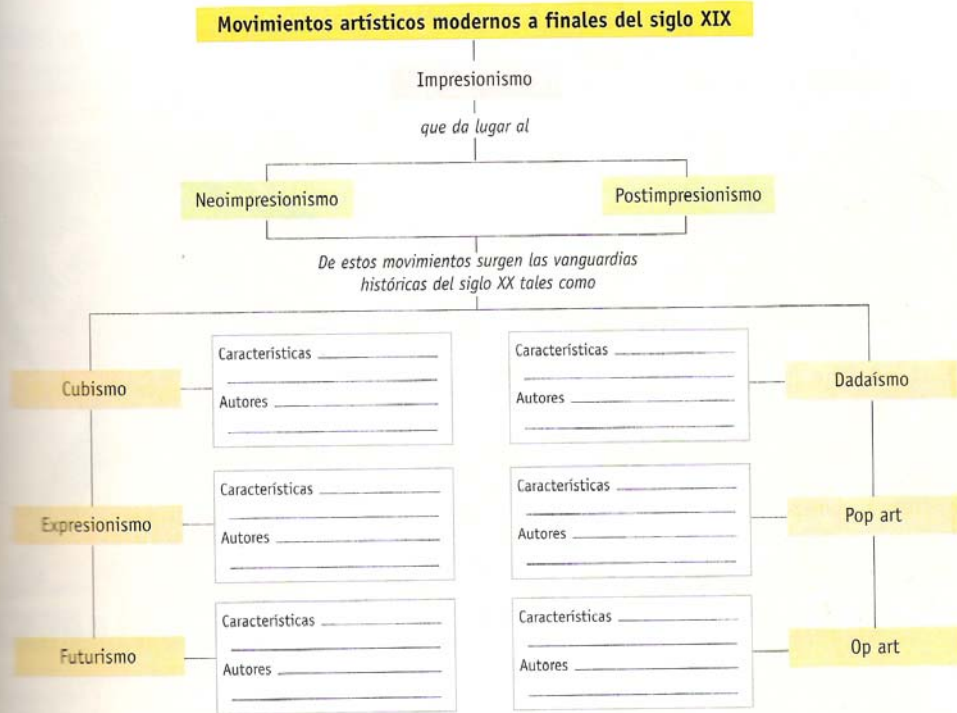 Movimientos artísticos modernos a finales del siglo XIX
Impresionismo
que da lugar al
Neoimpresionismo
Postimpresionismo
De estos movimientos surgen las vanguardias
históricas del siglo XX tales como
Cubismo
Características
Autores
Características
Autores
Dadaísmo
Expresionismo
Características
Autores
Características
Autores
Pop art
Futurismo
Características
Autores
Características
Autores
Op art